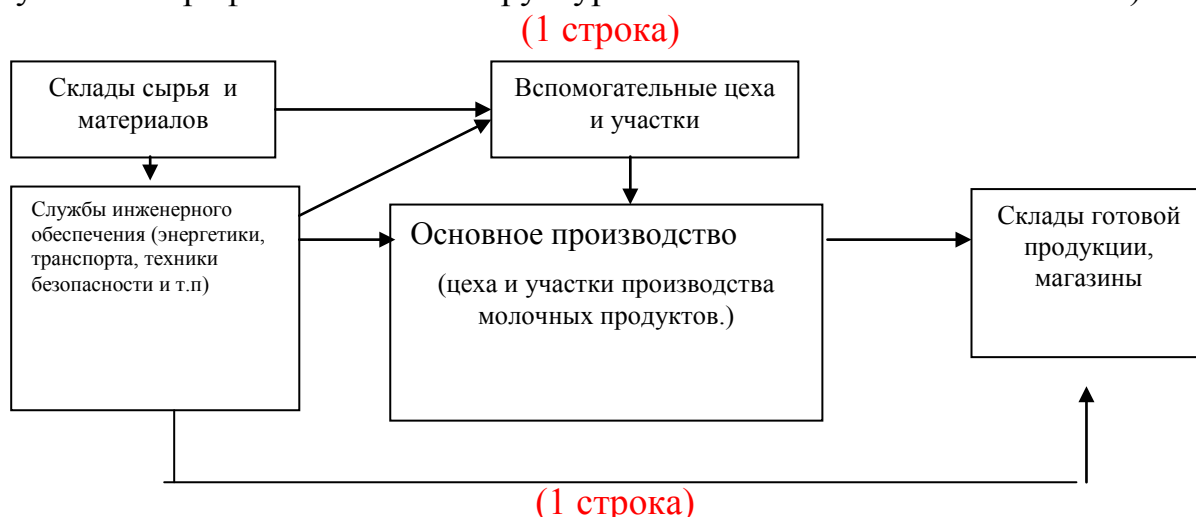 (1 строка)
Склады сырья и
материалов
Вспомогательные цеха
и участки
Службы инженерного
обеспечения (энергетики,
транспорта, техники
безопасности и т.п)
Основное производство
(цеха и участки производства
молочных продуктов.)
Склады готовой
продукции,
магазины
(1 строка)